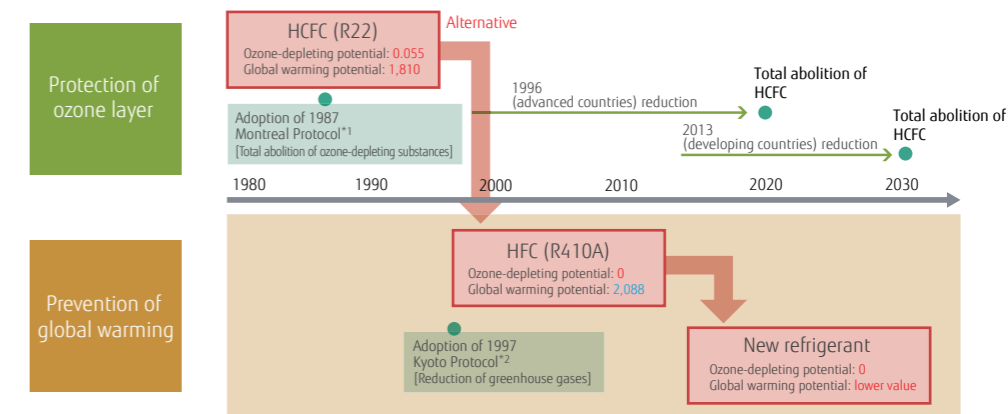 Protection of
ozone layer
HCFC (R22)
Ozone-depleting potential: 0.055
Global warming potential: 1,810
Alternative
Adoption of 1987
Montreal Protocol*1
[Total abolition of ozone-depleting substances]
1996
(advanced countries) reduction
Total abolition of
HCFC
2013
(developing countries) reduction
Total abolition of
HCFC
1980 1990 2000 2010 2020 2030
Prevention of
global warming
HFC (R410A)
Ozone-depleting potential: 0
Global warming potential: 2,088
Adoption of 1997
Kyoto Protocol*2
[Reduction of greenhouse gases]
New refrigerant
Ozone-depleting potential: 0
Global warming potential: lower value